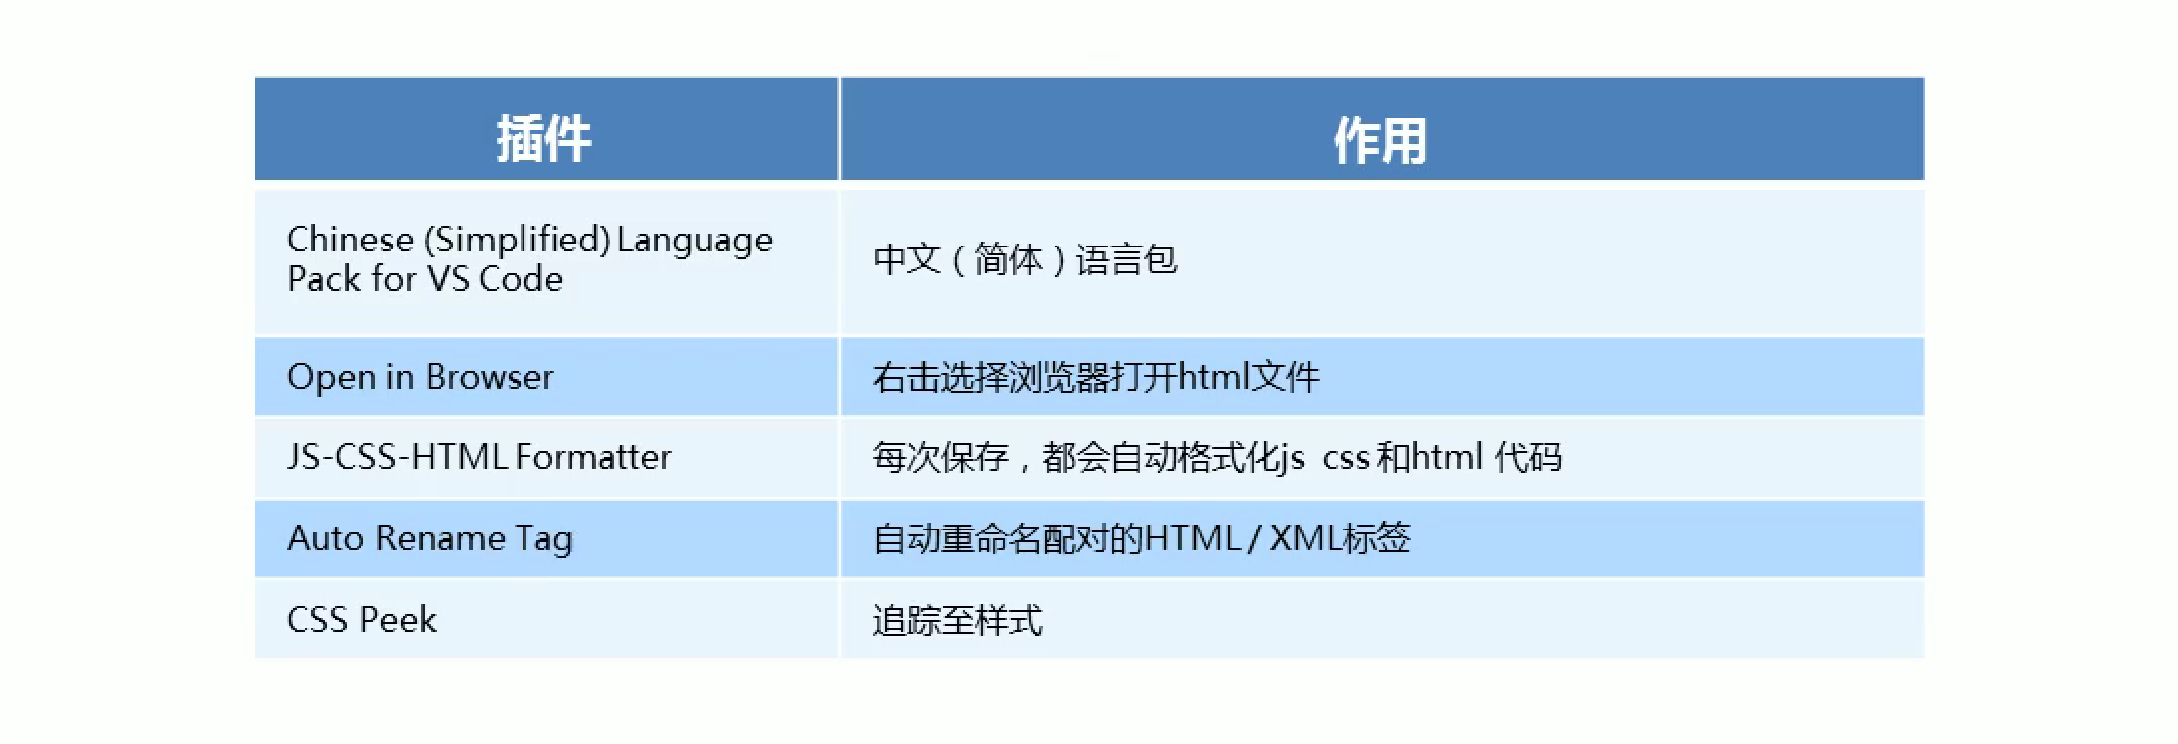 插件
作用
Chinese (Simplified) Language
Pack for VS Code
中文（简体）语言包
Open in Browser
右击选择浏览器打开html文件
JS-CSS-HTML Formatter
每次保存，都会自动格式化js css和html 代码
Auto Rename Tag
自动重命名配对的HTML / XML标签
CSS Peek
追踪至样式